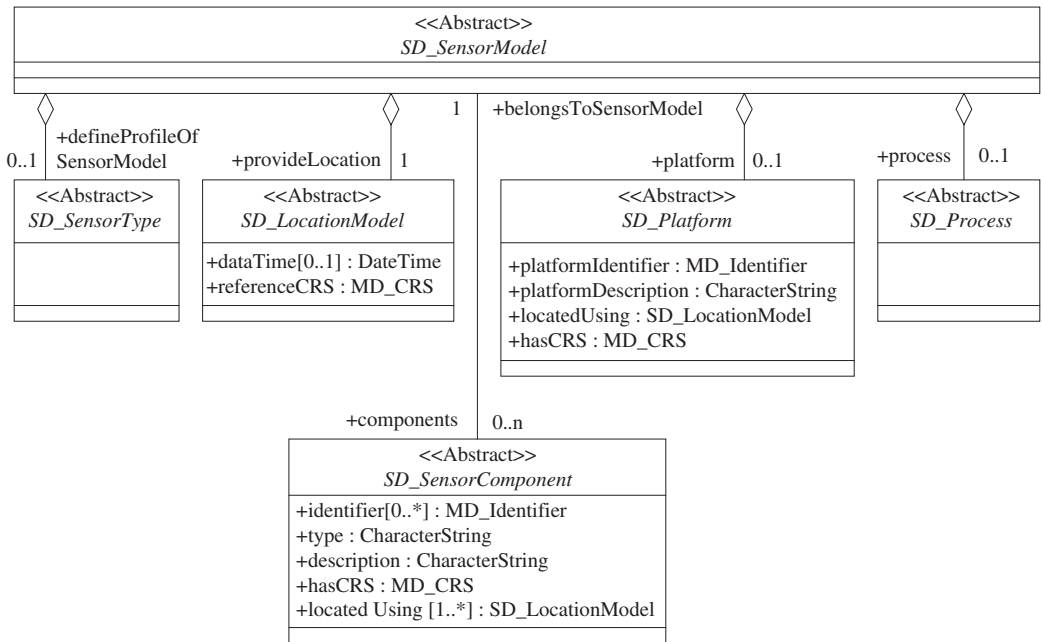 <<Abstract>>
SD_SensorModel
1
+belongsToSensorModel
+defineProfileOf
0..1
SensorModel
+provideLocation
1
+platform
0..1
+process
0..1
<<Abstract>>
SD_SensorType
<<Abstract>>
SD_LocationModel
+dataTime[0..1] : DateTime
+referenceCRS : MD_CRS
<<Abstract>>
SD_Platform
+platformIdentifier : MD_Identifier
+platformDescription : CharacterString
+locatedUsing : SD_LocationModel
+hasCRS : MD_CRS
<<Abstract>>
SD_Process
+components
0..n
<<Abstract>>
SD_SensorComponent
+identifier[0..*] : MD_Identifier
+type : CharacterString
+description : CharacterString
+hasCRS : MD_CRS
+located Using [1..*] : SD_LocationModel